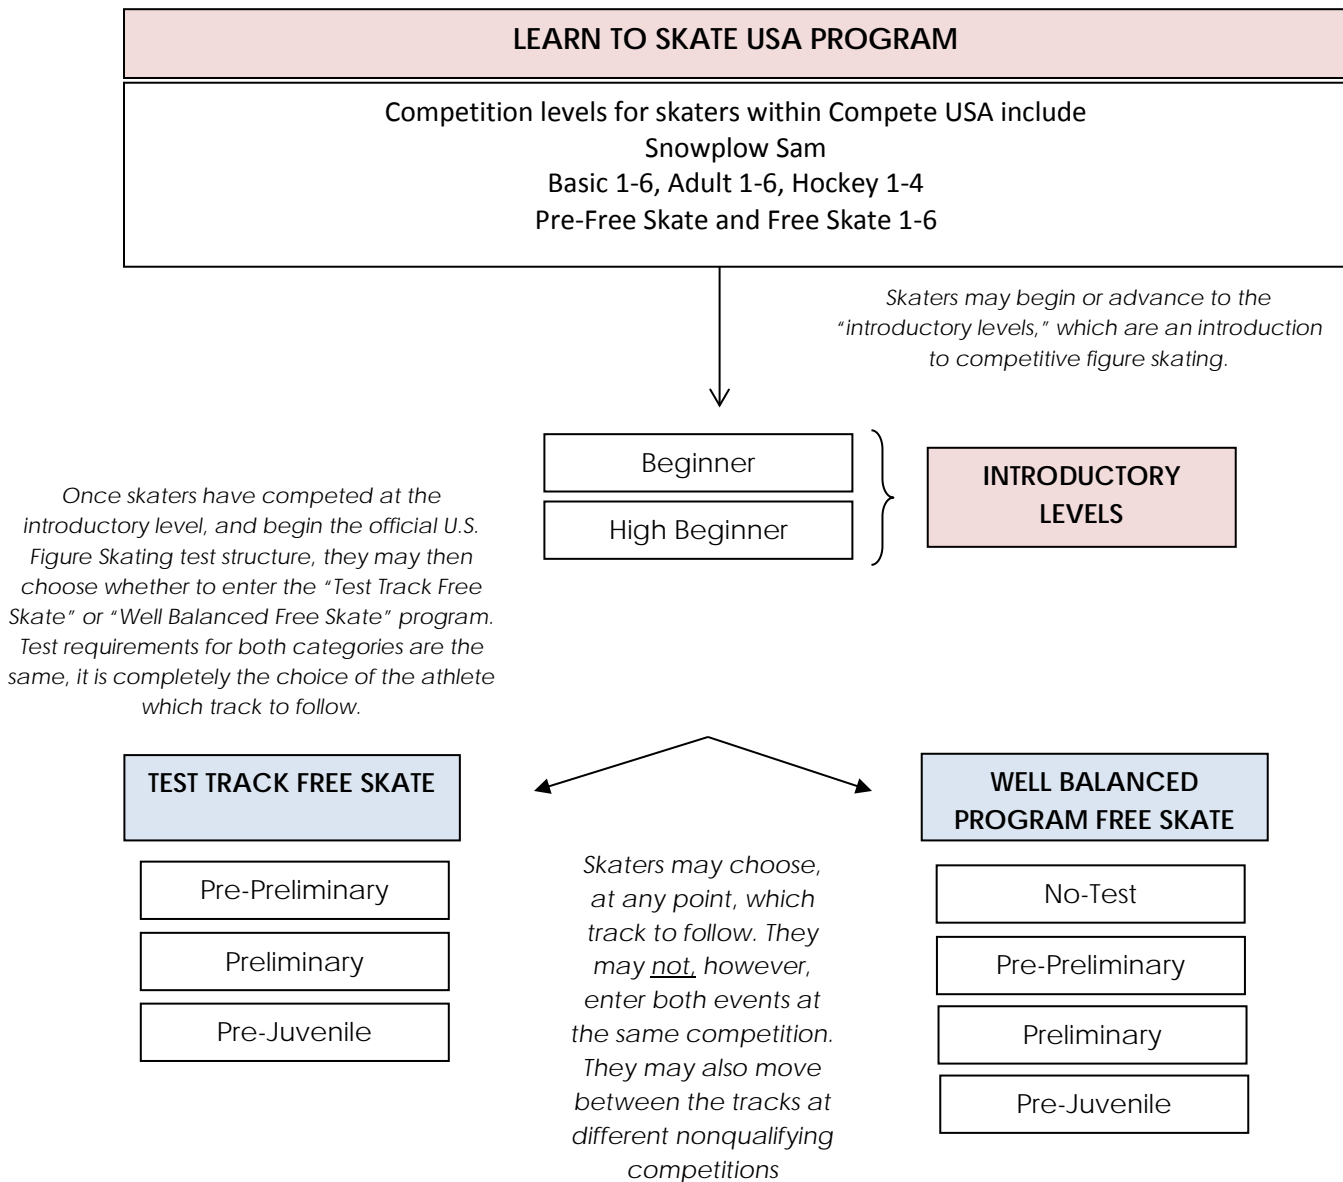 LEARN TO SKATE USA PROGRAM
Competition levels for skaters within Compete USA include
Snowplow Sam
Basic 1-6, Adult 1-6, Hockey 1-4
Pre-Free Skate and Free Skate 1-6
Skaters may begin or advance to the
"introductory levels," which are an introduction
to competitive figure skating.
Beginner
High Beginner
INTRODUCTORY
LEVELS
Once skaters have competed at the
introductory level, and begin the official U.S.
Figure Skating test structure, they may then
choose whether to enter the "Test Track Free
Skate" or "Well Balanced Free Skate" program.
Test requirements for both categories are the
same, it is completely the choice of the athlete
which track to follow.
TEST TRACK FREE SKATE
Pre-Preliminary
Preliminary
Pre-Juvenile
Skaters may choose,
at any point, which
track to follow. They
may not, however,
enter both events at
the same competition.
They may also move
between the tracks at
different nonqualifying
competitions
WELL BALANCED
PROGRAM FREE SKATE
No-Test
Pre-Preliminary
Preliminary
Pre-Juvenile